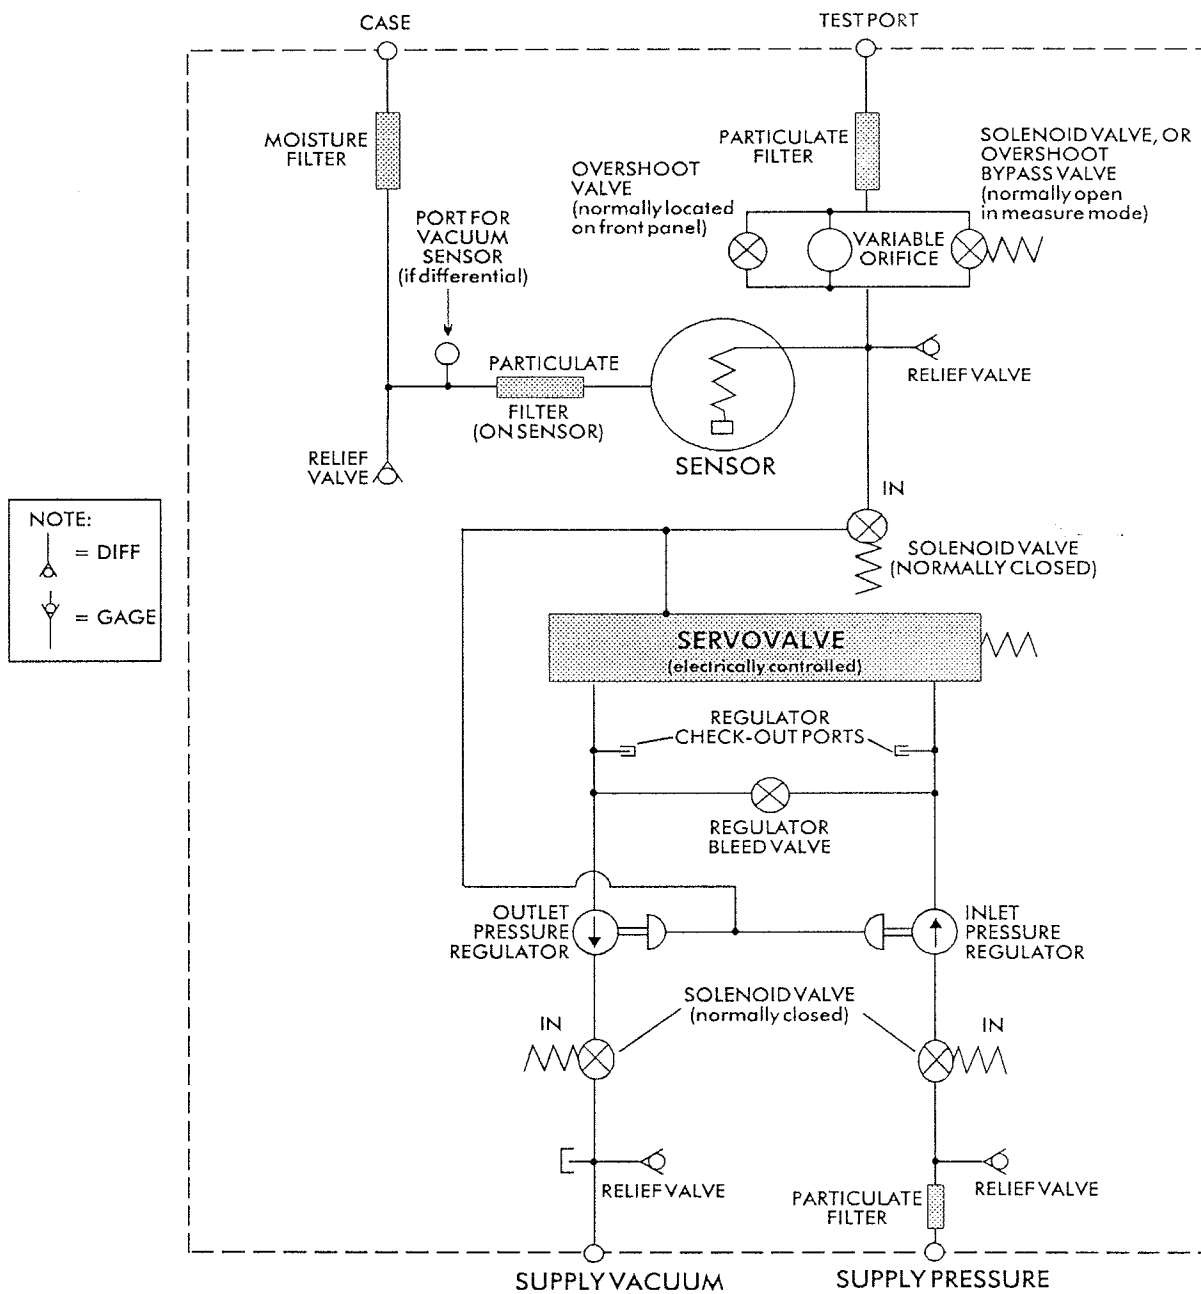 CASE
TEST PORT
MOISTURE
FILTER
PARTICULATE
FILTER
SOLENOID VALVE, OR
OVERSHOOT
BYPASS VALVE
(normally open
in measure mode)
OVERSHOOT
VALVE
(normally located
on front panel)
PORT FOR
VACUUM
SENSOR
(if differential)
VARIABLE
ORIFICE
PARTICULATE
FILTER
(ON SENSOR)
RELIEF VALVE
RELIEF
VALVE
SENSOR
IN
NOTE:
= DIFF
= GAGE
SOLENOID VALVE
(NORMALLY CLOSED)
SERVOVALVE
(electrically controlled)
REGULATOR
CHECK-OUT PORTS
REGULATOR
BLEED VALVE
OUTLET
PRESSURE
REGULATOR
INLET
PRESSURE
REGULATOR
SOLENOID VALVE
(normally closed)
IN
IN
RELIEF VALVE
RELIEF VALVE
PARTICULATE
FILTER
SUPPLY VACUUM
SUPPLY PRESSURE